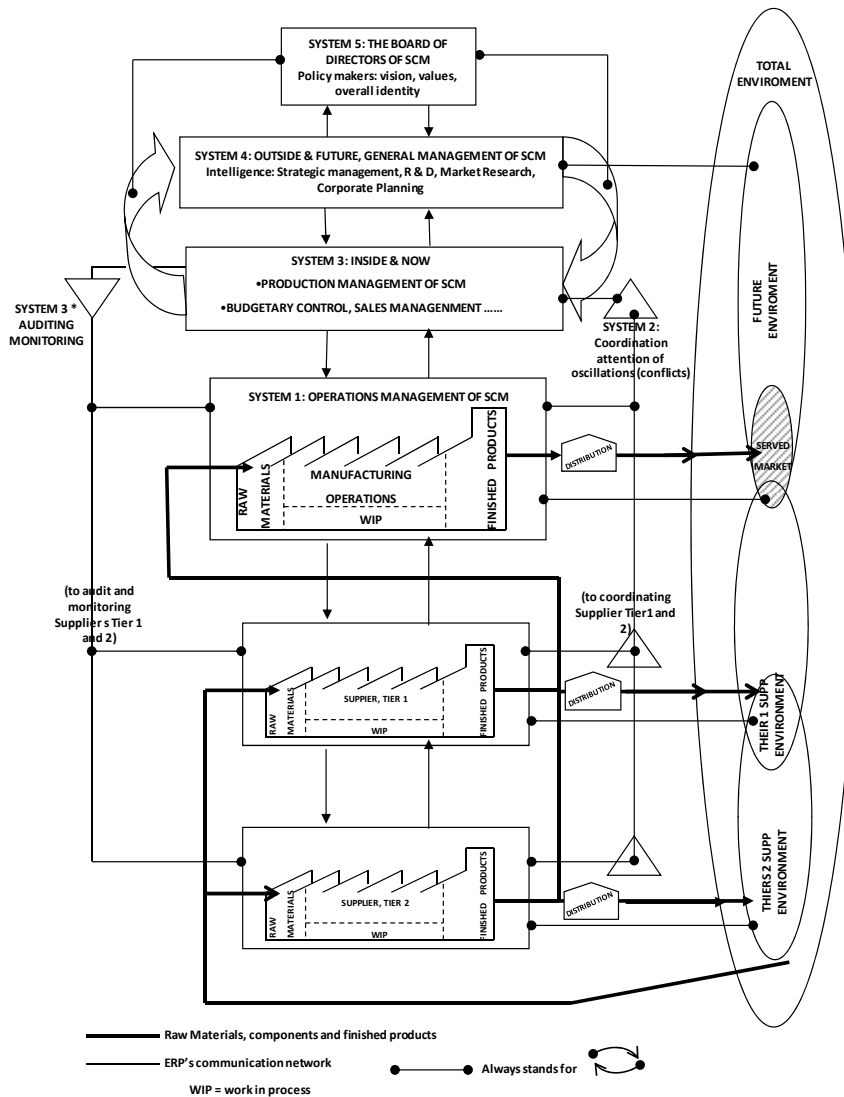 SYSTEM 5: THE BOARD OF
DIRECTORS OF SCM
Policy makers: vision, values,
overall identity
TOTAL
ENVIROMENT
SYSTEM 4: OUTSIDE & FUTURE, GENERAL MANAGEMENT OF SCM
Intelligence: Strategic management, R & D, Market Research,
Corporate Planning
SYSTEM 3: INSIDE & NOW
•PRODUCTION MANAGEMENT OF SCM
•BUDGETARY CONTROL, SALES MANAGENMENT ......
SYSTEM 3 *
AUDITING
MONITORING
SYSTEM 2:
Coordination
attention of
oscillations (conflicts)
FUTURE
ENVIROMENT
SYSTEM 1: OPERATIONS MANAGEMENT OF SCM
RAW
MATERIALS
MANUFACTURING
OPERATIONS
WIP
FINISHED PRODUCTS
DISTRIBUTION
SERVED
MARKET
(to audit and
monitoring
Supplier s Tier 1
and 2)
(to coordinating
Supplier Tier1 and
2)
RAW
MATERIALS
SUPPLIER, TIER 1
WIP
FINISHED PRODUCTS
DISTRIBUTION
THEIR 1 SUPP
ENVIRONMENT
RAW
MATERIALS
SUPPLIER, TIER 2
WIP
FINISHED PRODUCTS
DISTRIBUTION
THIERS 2 SUPP
ENVIRONMENT
Raw Materials, components and finished products
ERP's communication network
Always stands for
WIP = work in process